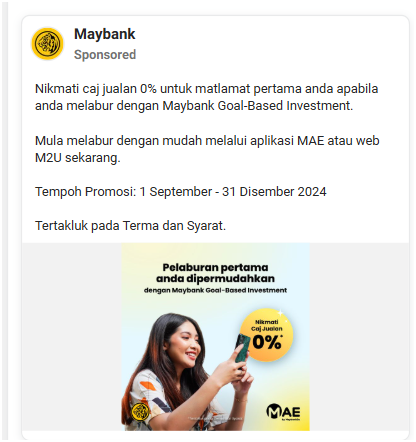 Maybank
Sponsored
Nikmati caj jualan 0% untuk matlamat pertama anda apabila
anda melabur dengan Maybank Goal-Based Investment.
Mula melabur dengan mudah melalui aplikasi MAE atau web
M2U sekarang.
Tempoh Promosi: 1 September - 31 Disember 2024
Tertakluk pada Terma dan Syarat.
Pelaburan pertama
anda dipermudahkan
dengan Maybank Goal-Based Investment
Nikmati
Caj Jualan
0%*
MAE